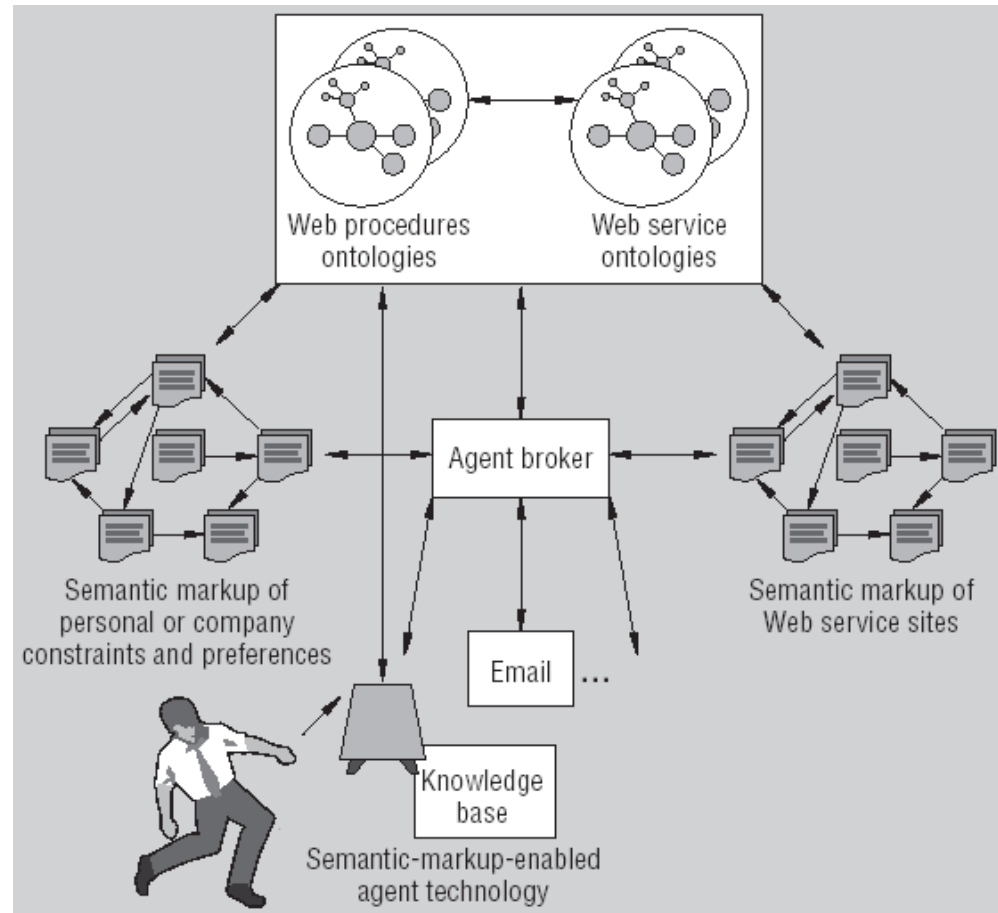 Web procedures
ontologies
Web service
ontologies
Agent broker
Semantic markup of
personal or company
constraints and preferences
Semantic markup of
Web service sites
Email
...
Knowledge
base
Semantic-markup-enabled
agent technology